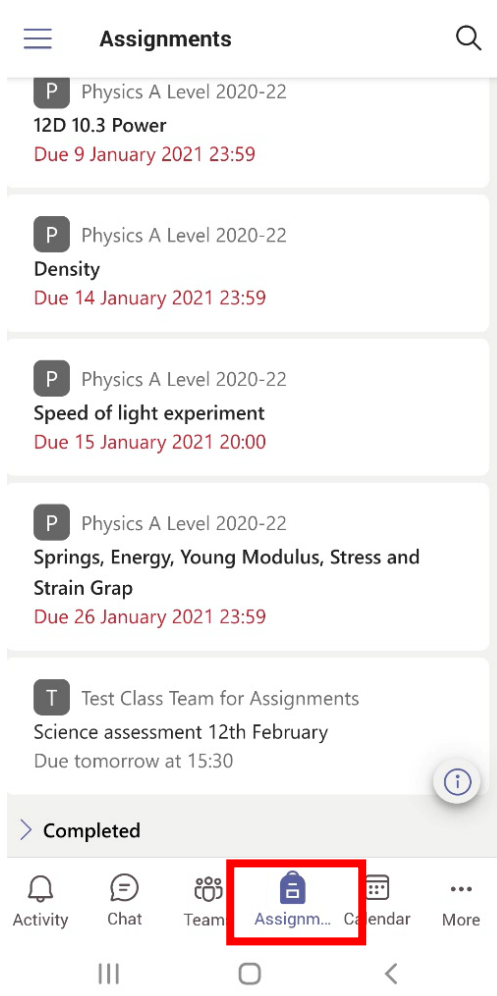 Assignments
P Physics A Level 2020-22
12D 10.3 Power
Due 9 January 2021 23:59
P Physics A Level 2020-22
Density
Due 14 January 2021 23:59
P Physics A Level 2020-22
Speed of light experiment
Due 15 January 2021 20:00
P Physics A Level 2020-22
Springs, Energy, Young Modulus, Stress and
Strain Grap
Due 26 January 2021 23:59
T Test Class Team for Assignments
Science assessment 12th February
Due tomorrow at 15:30
Completed
Activity Chat Team Assignm... Calendar More